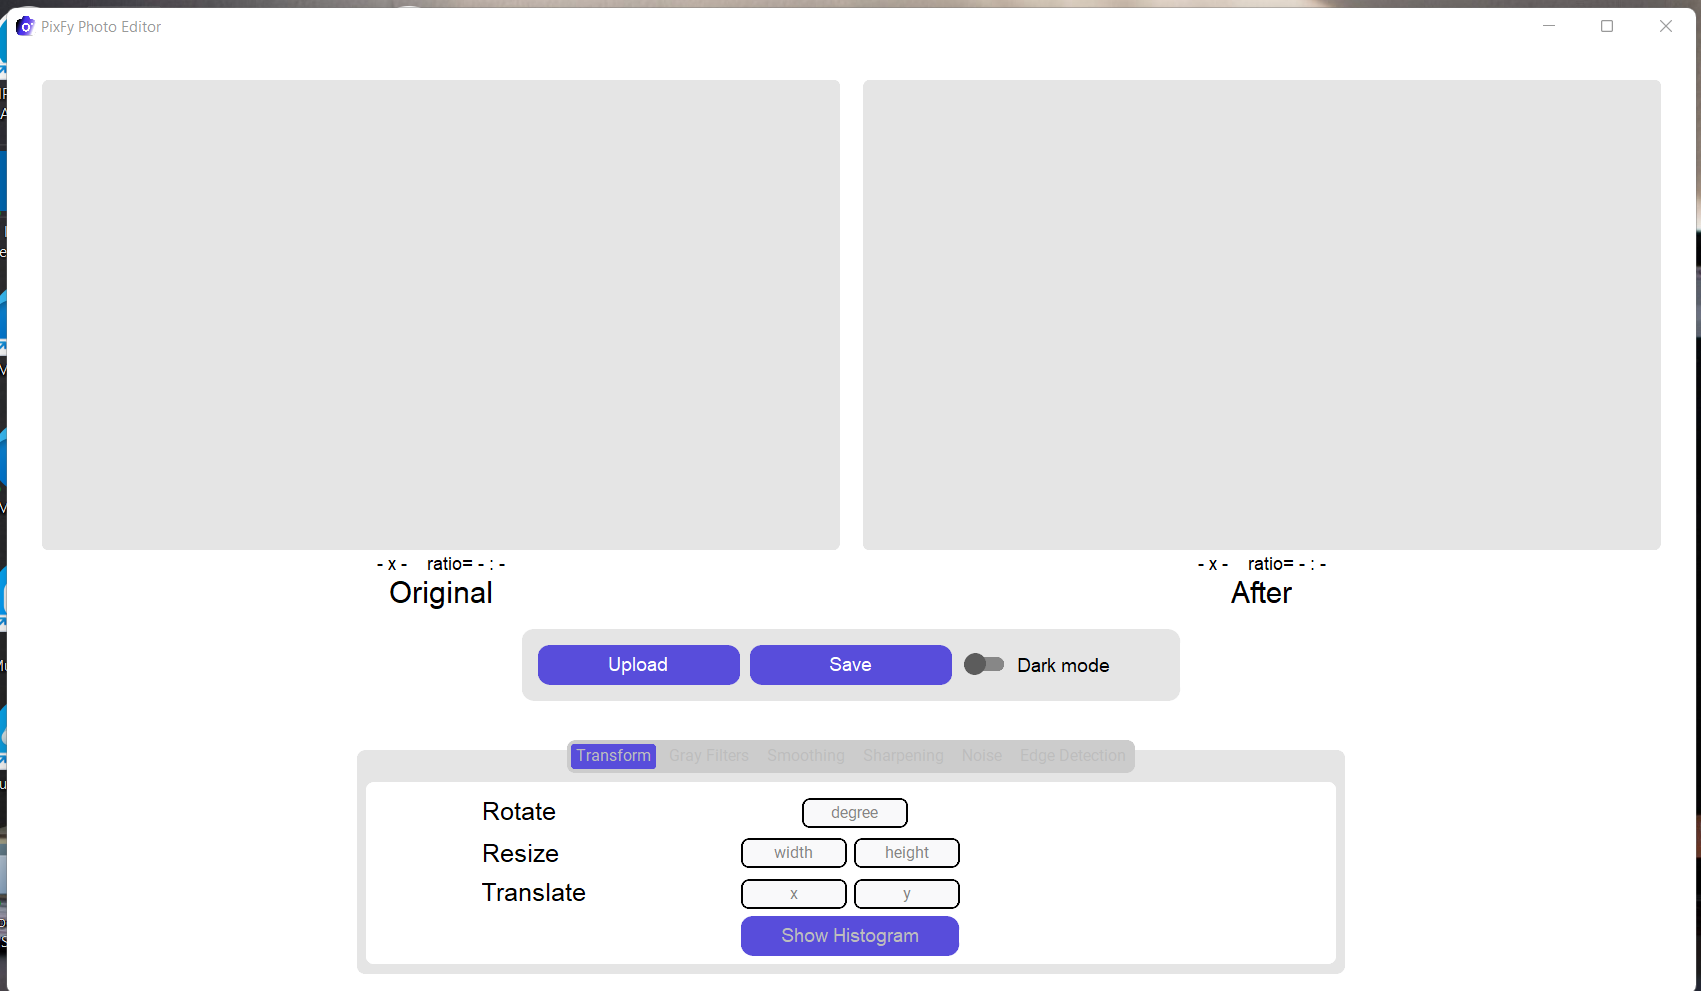 PixFy Photo Editor
- x -    ratio= - : -
Original
- x -    ratio= - : -
After
Upload
Save
Dark mode
Transform Gray Filters Smoothing Sharpening Noise Edge Detection
Rotate
degree
Resize
width
height
Translate
x
y
Show Histogram